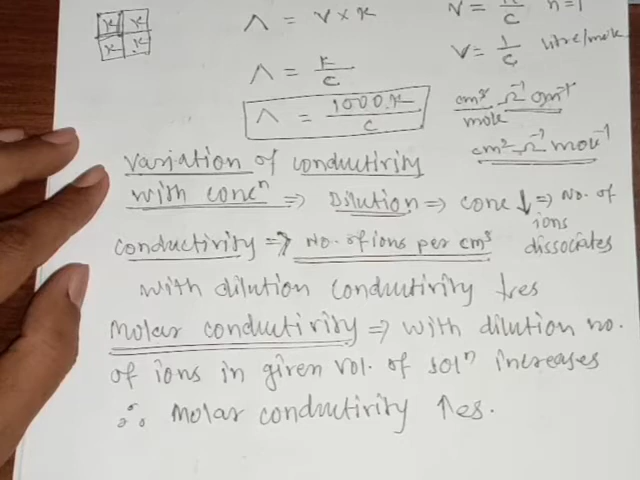 κ κ
κ κ
Λ = V × κ
V = n/C n=1
V = 1/C litre/mole
Λ = κ/C
Λ = 1000.κ/C
cm³/mole Ω⁻¹ cm⁻¹
cm² Ω⁻¹ mole⁻¹
Variation of conductivity
with concⁿ ⇒ Dilution ⇒ conc ↓ ⇒ No. of
ions
dissociates
conductivity ⇒ No. of ions per cm³
with dilution conductivity ↓es
Molar conductivity ⇒ with dilution no.
of ions in given vol. of solⁿ increases
∴ Molar conductivity ↑es.